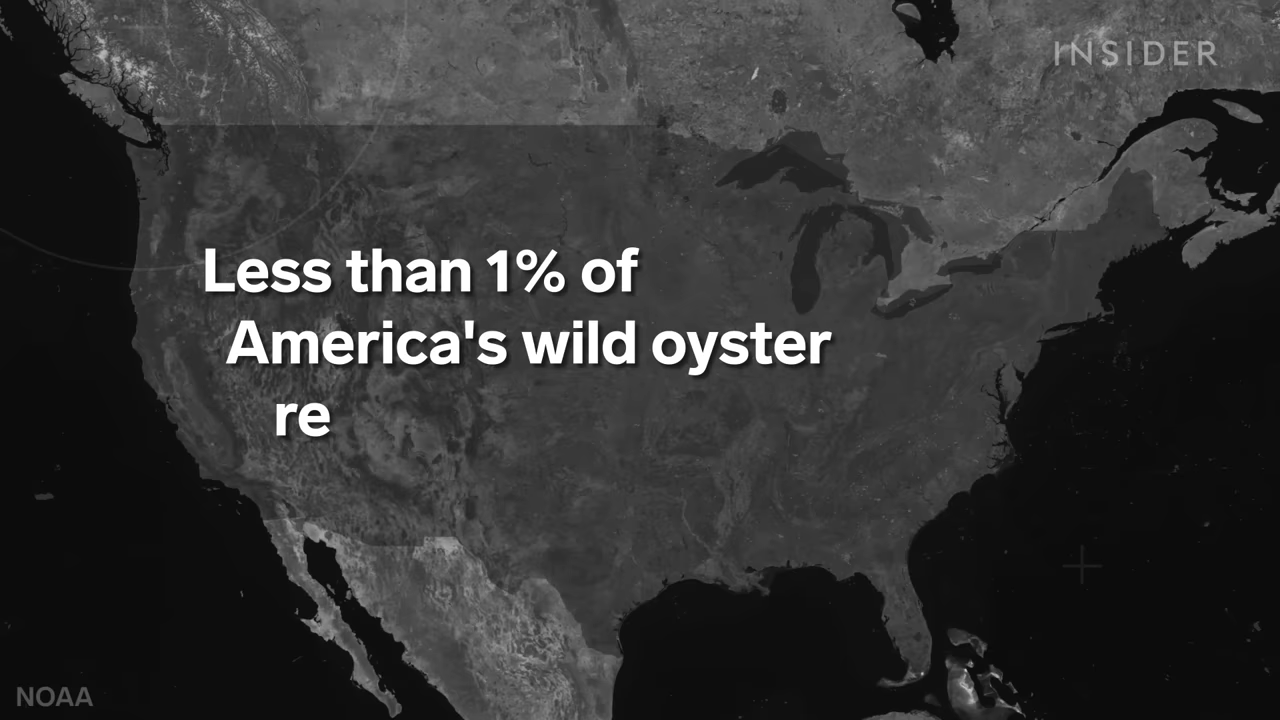 INSIDER
Less than 1% of
America's wild oyster
re
NOAA